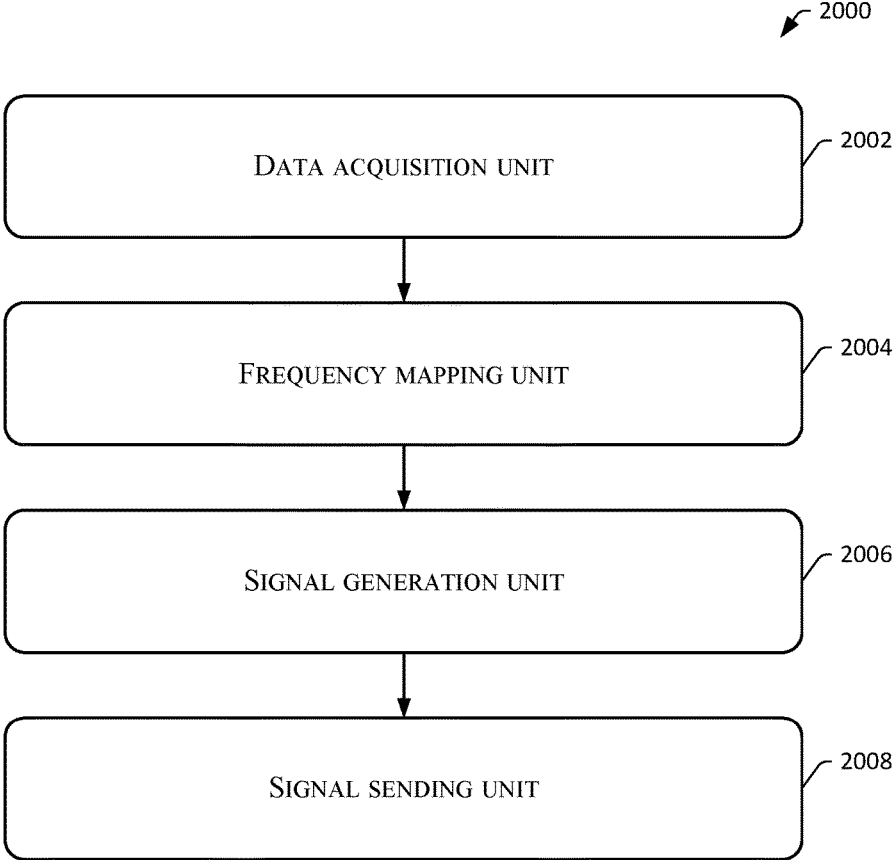 2000
DATA ACQUISITION UNIT
2002
FREQUENCY MAPPING UNIT
2004
SIGNAL GENERATION UNIT
2006
SIGNAL SENDING UNIT
2008